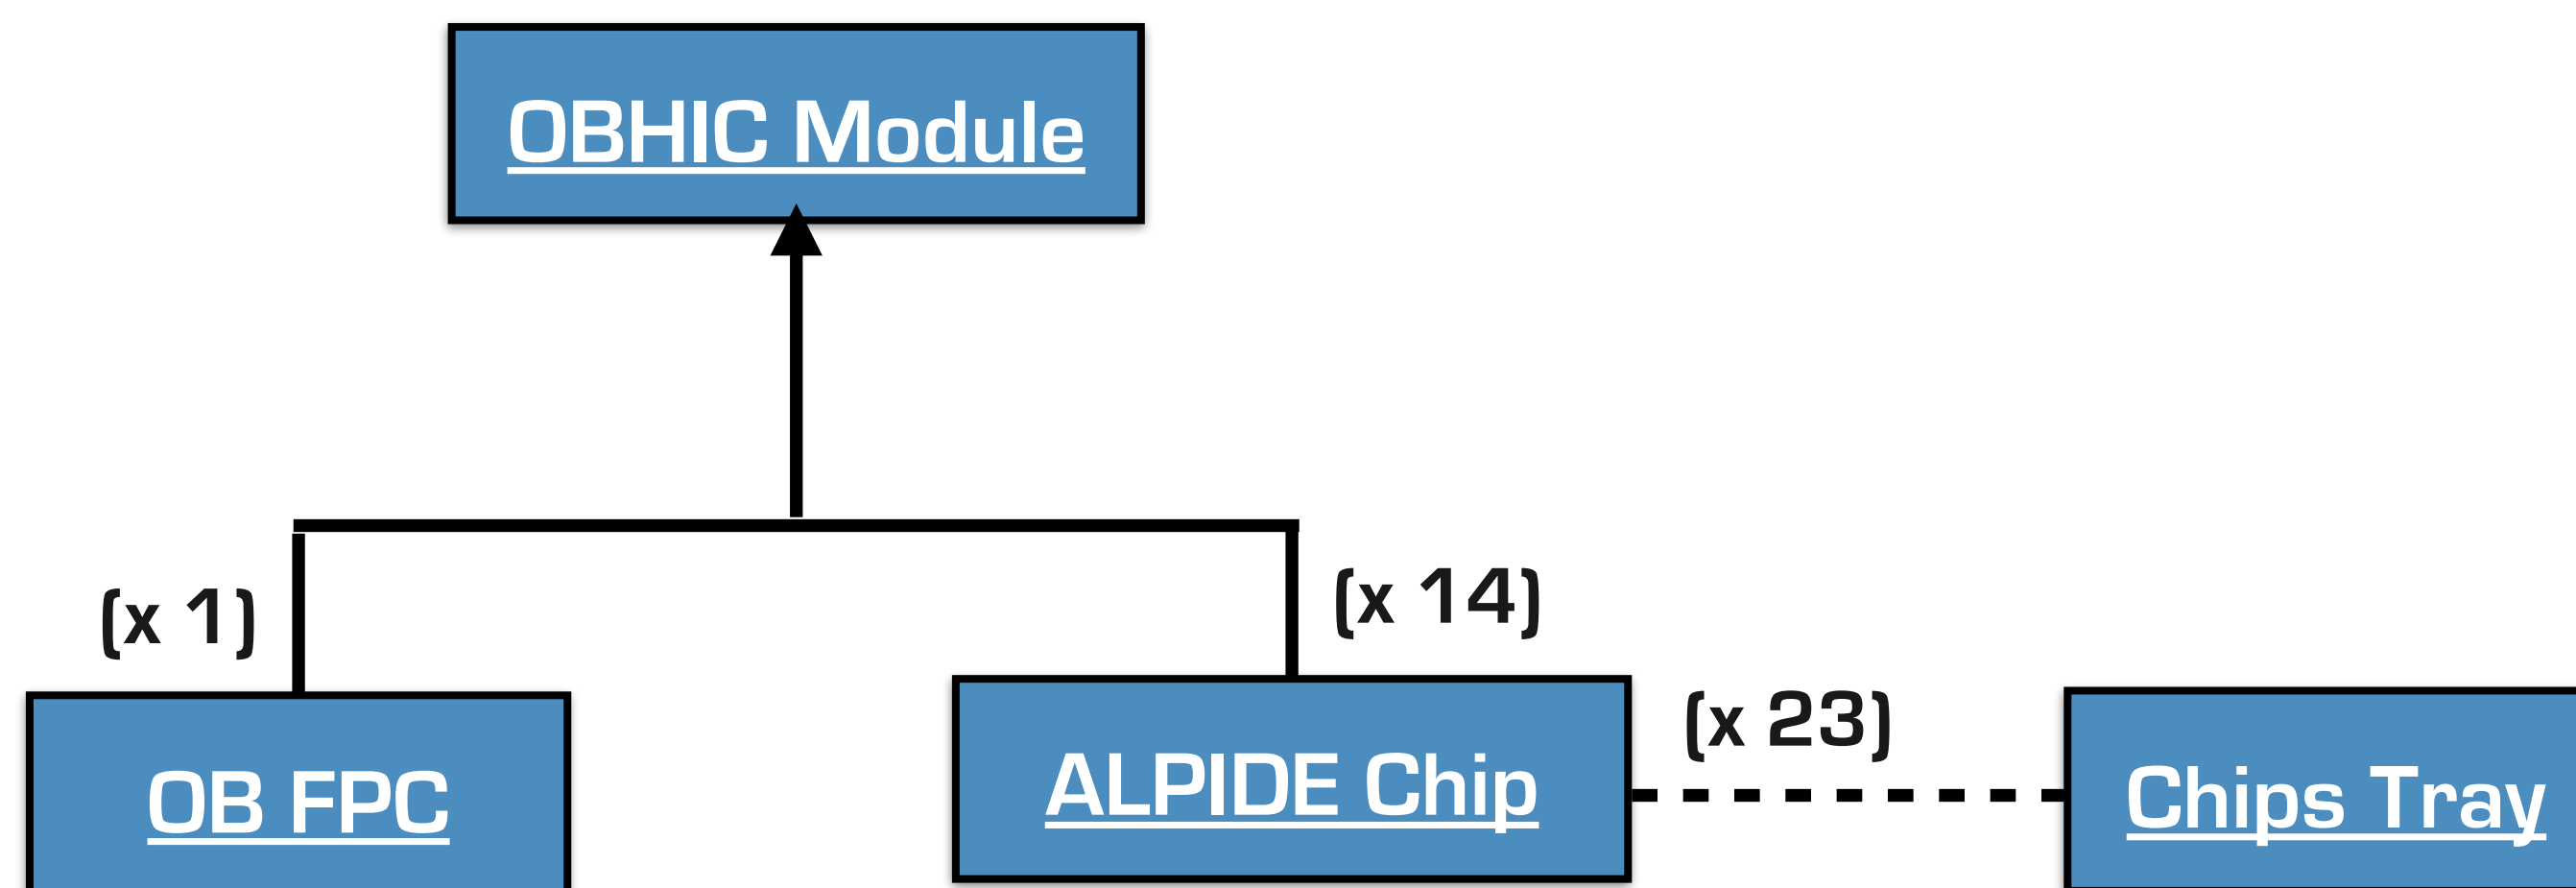 OBHIC Module
(x 1)
(x 14)
(x 23)
OB FPC
ALPIDE Chip
Chips Tray